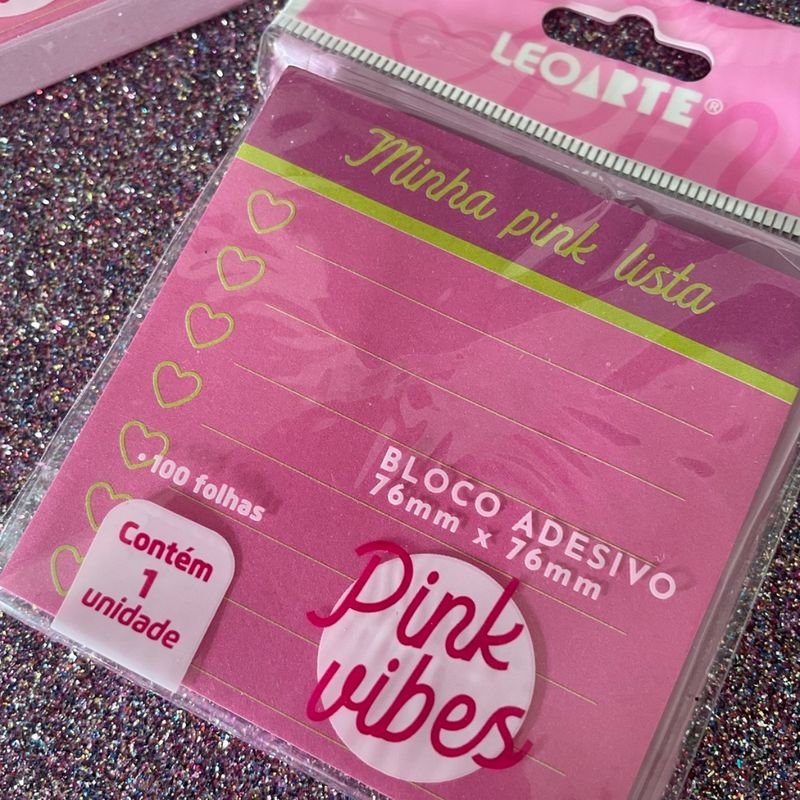 LEOARTE®
Minha pink lista
. 100 folhas
BLOCO ADESIVO
76mm x 76mm
Contém
1
unidade
Pink
vibes